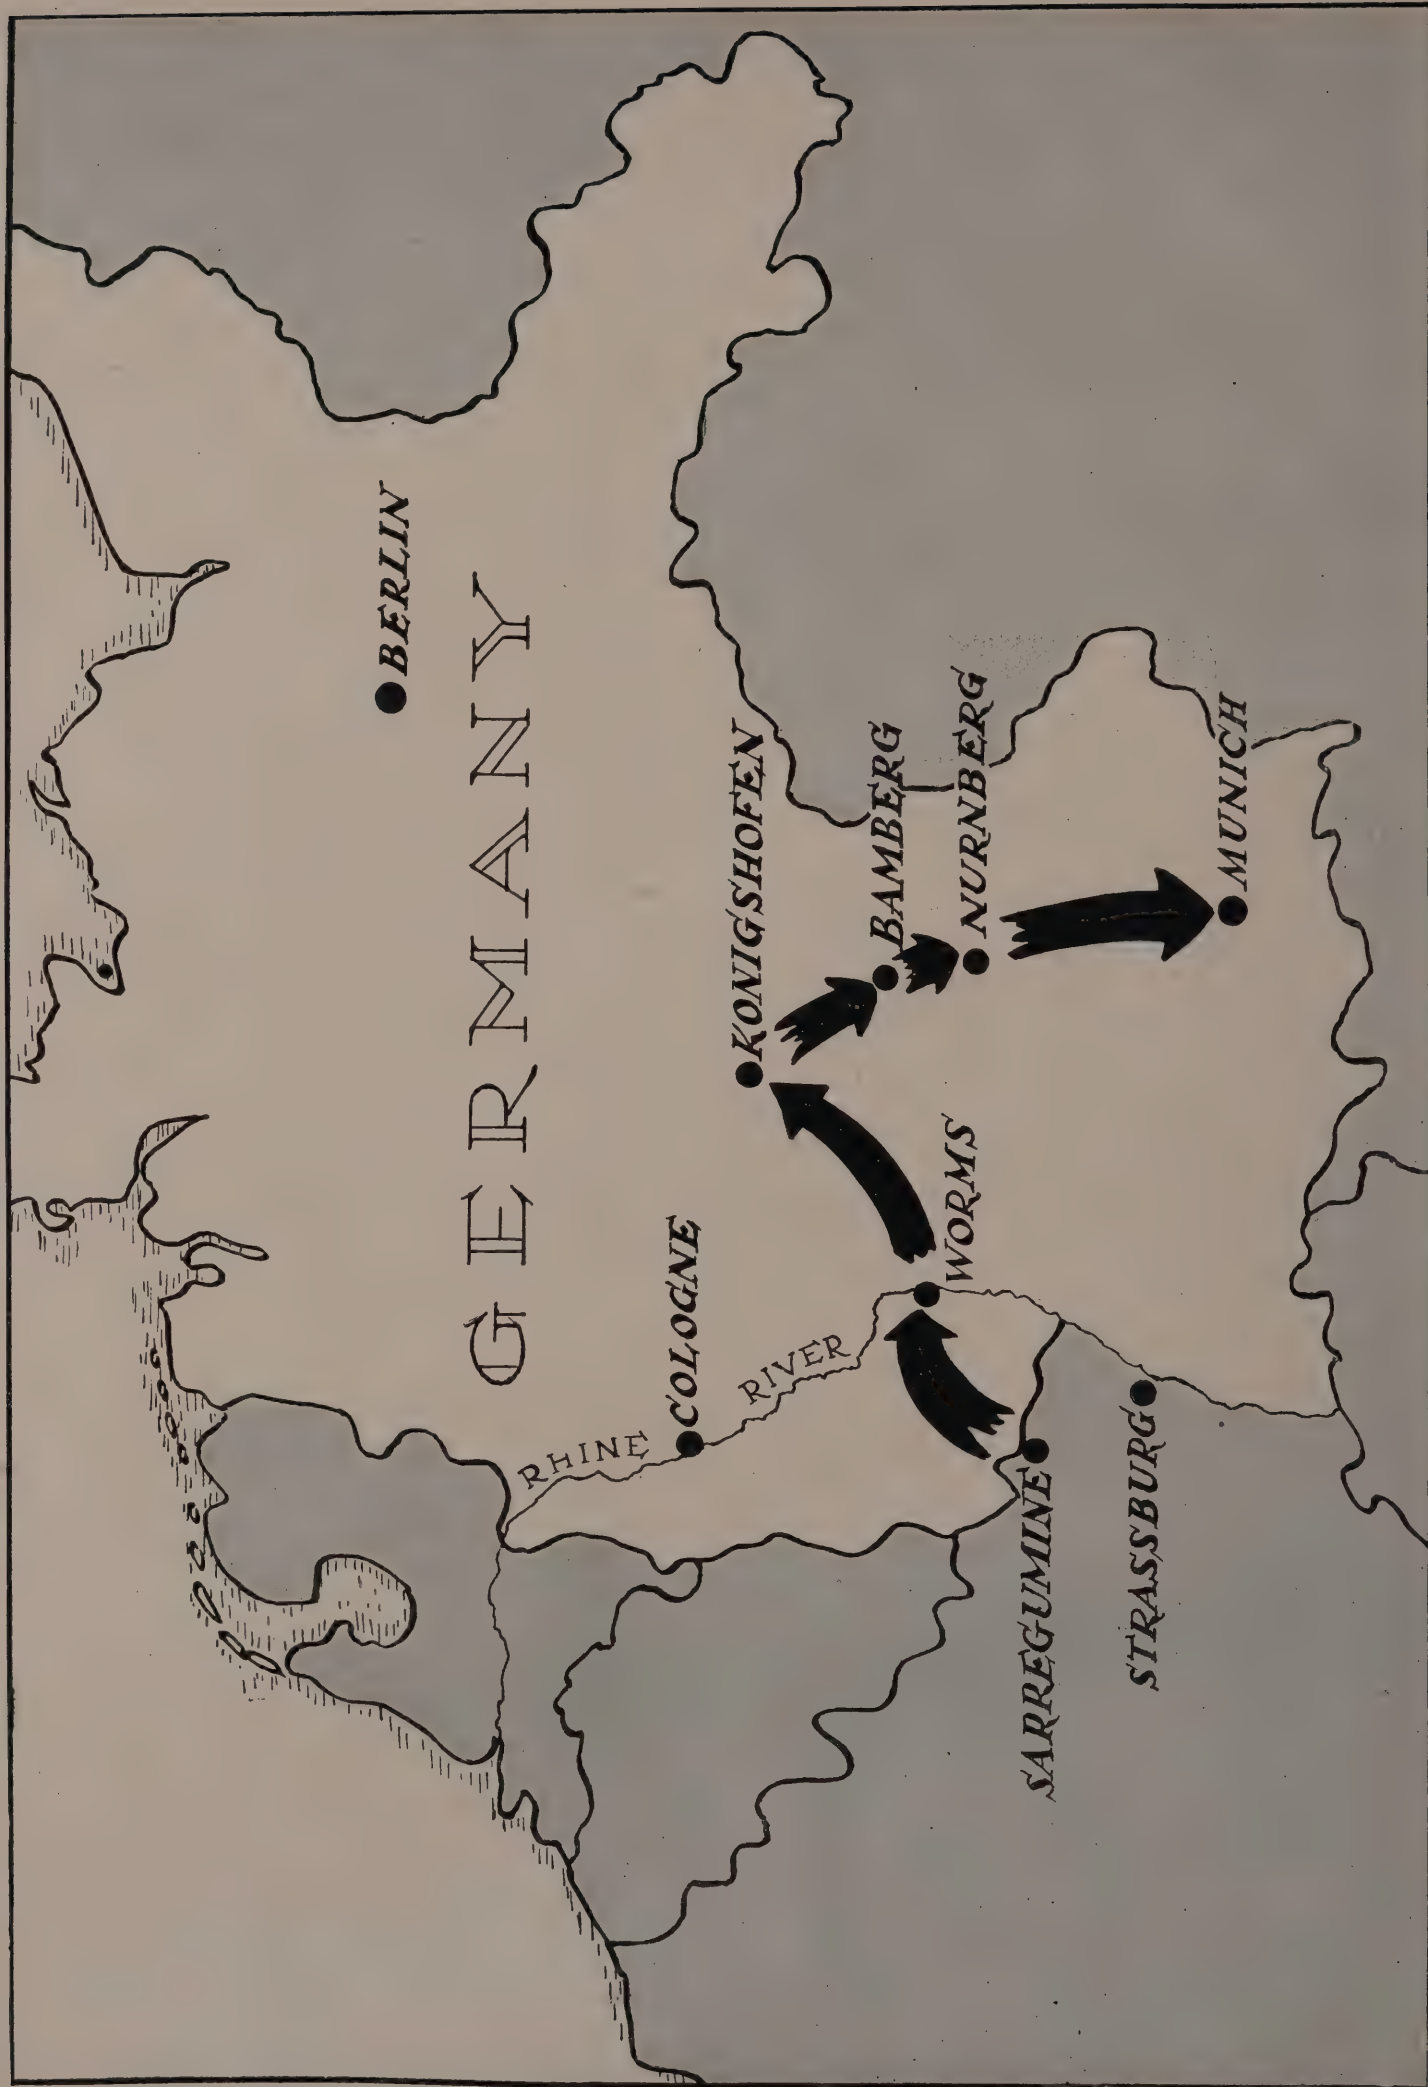 BERLIN
GERMANY
COLOGNE
RHINE RIVER
KONIGSHOFEN
BAMBERG
WORMS
NURNBERG
SARREGUMINE
STRASSBURG
MUNICH